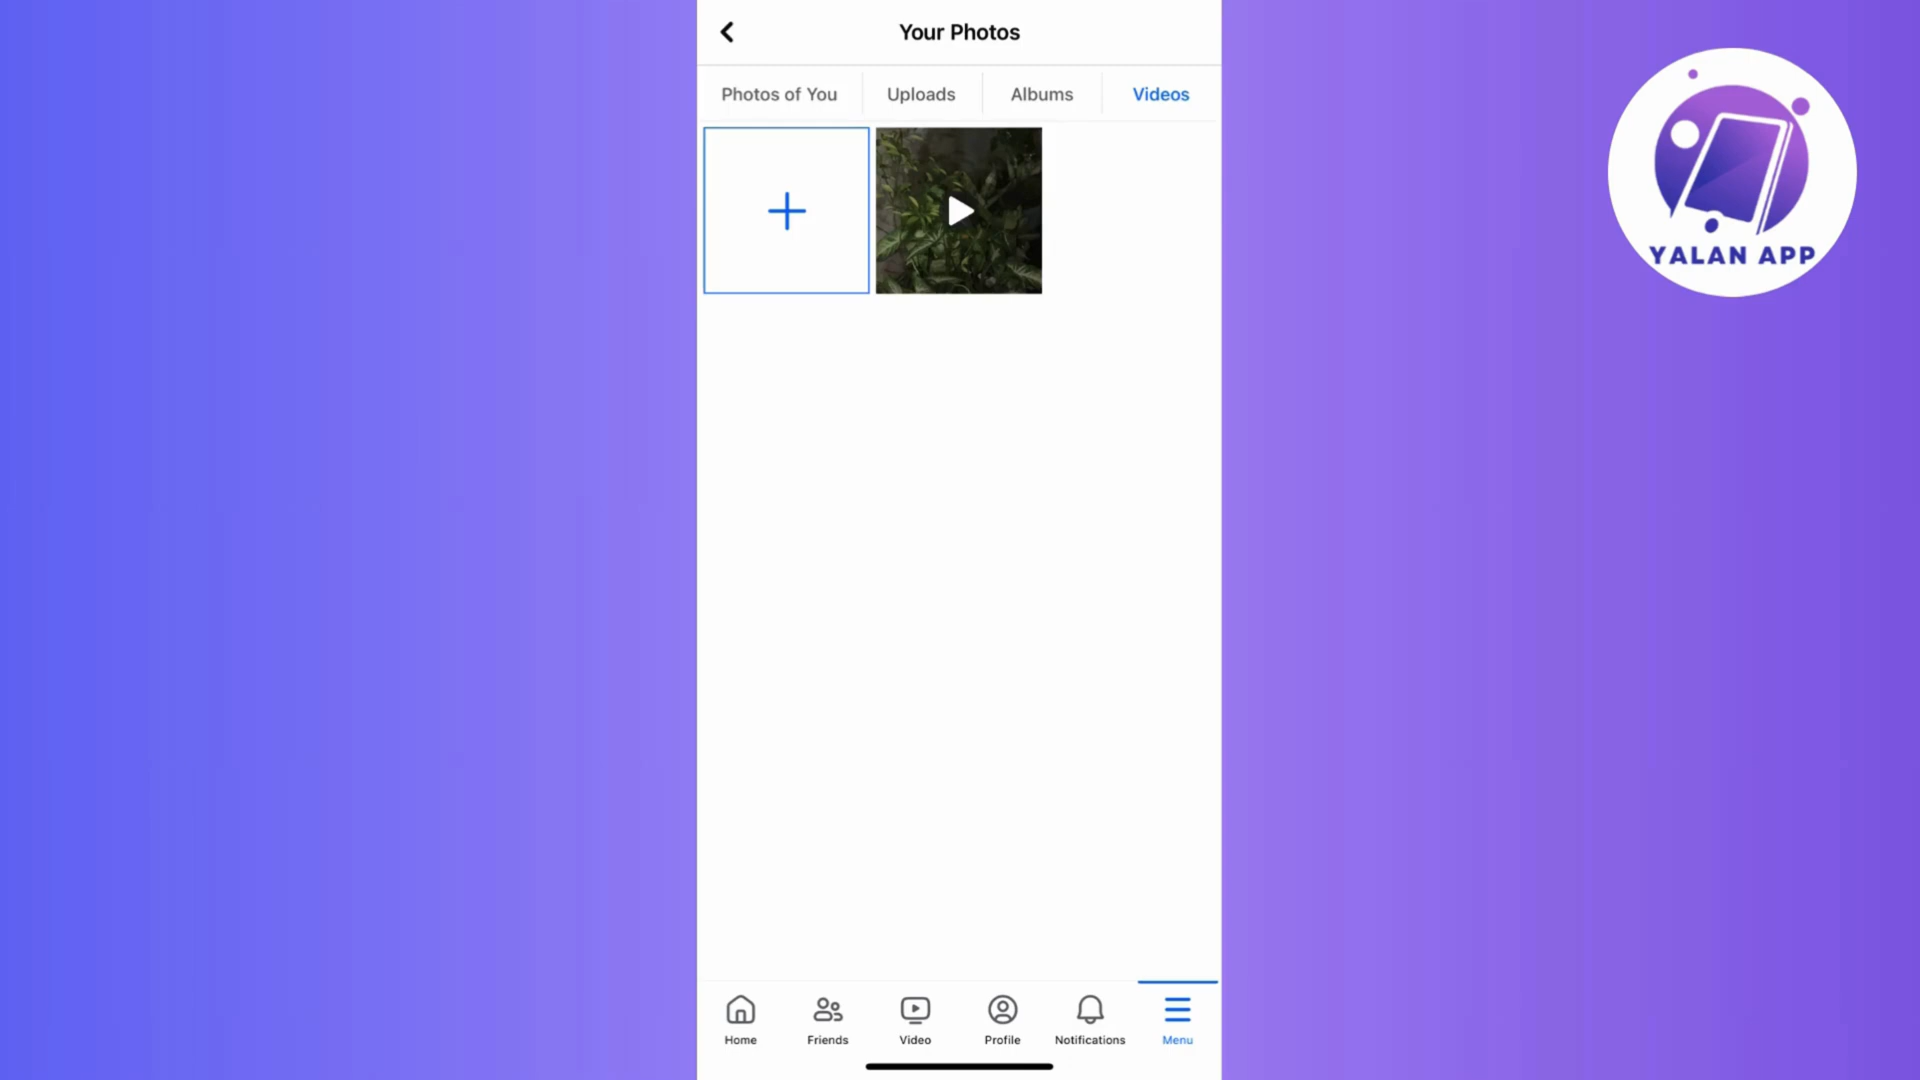 Your Photos
Photos of You Uploads Albums Videos
YALAN APP
Home Friends Video Profile Notifications Menu